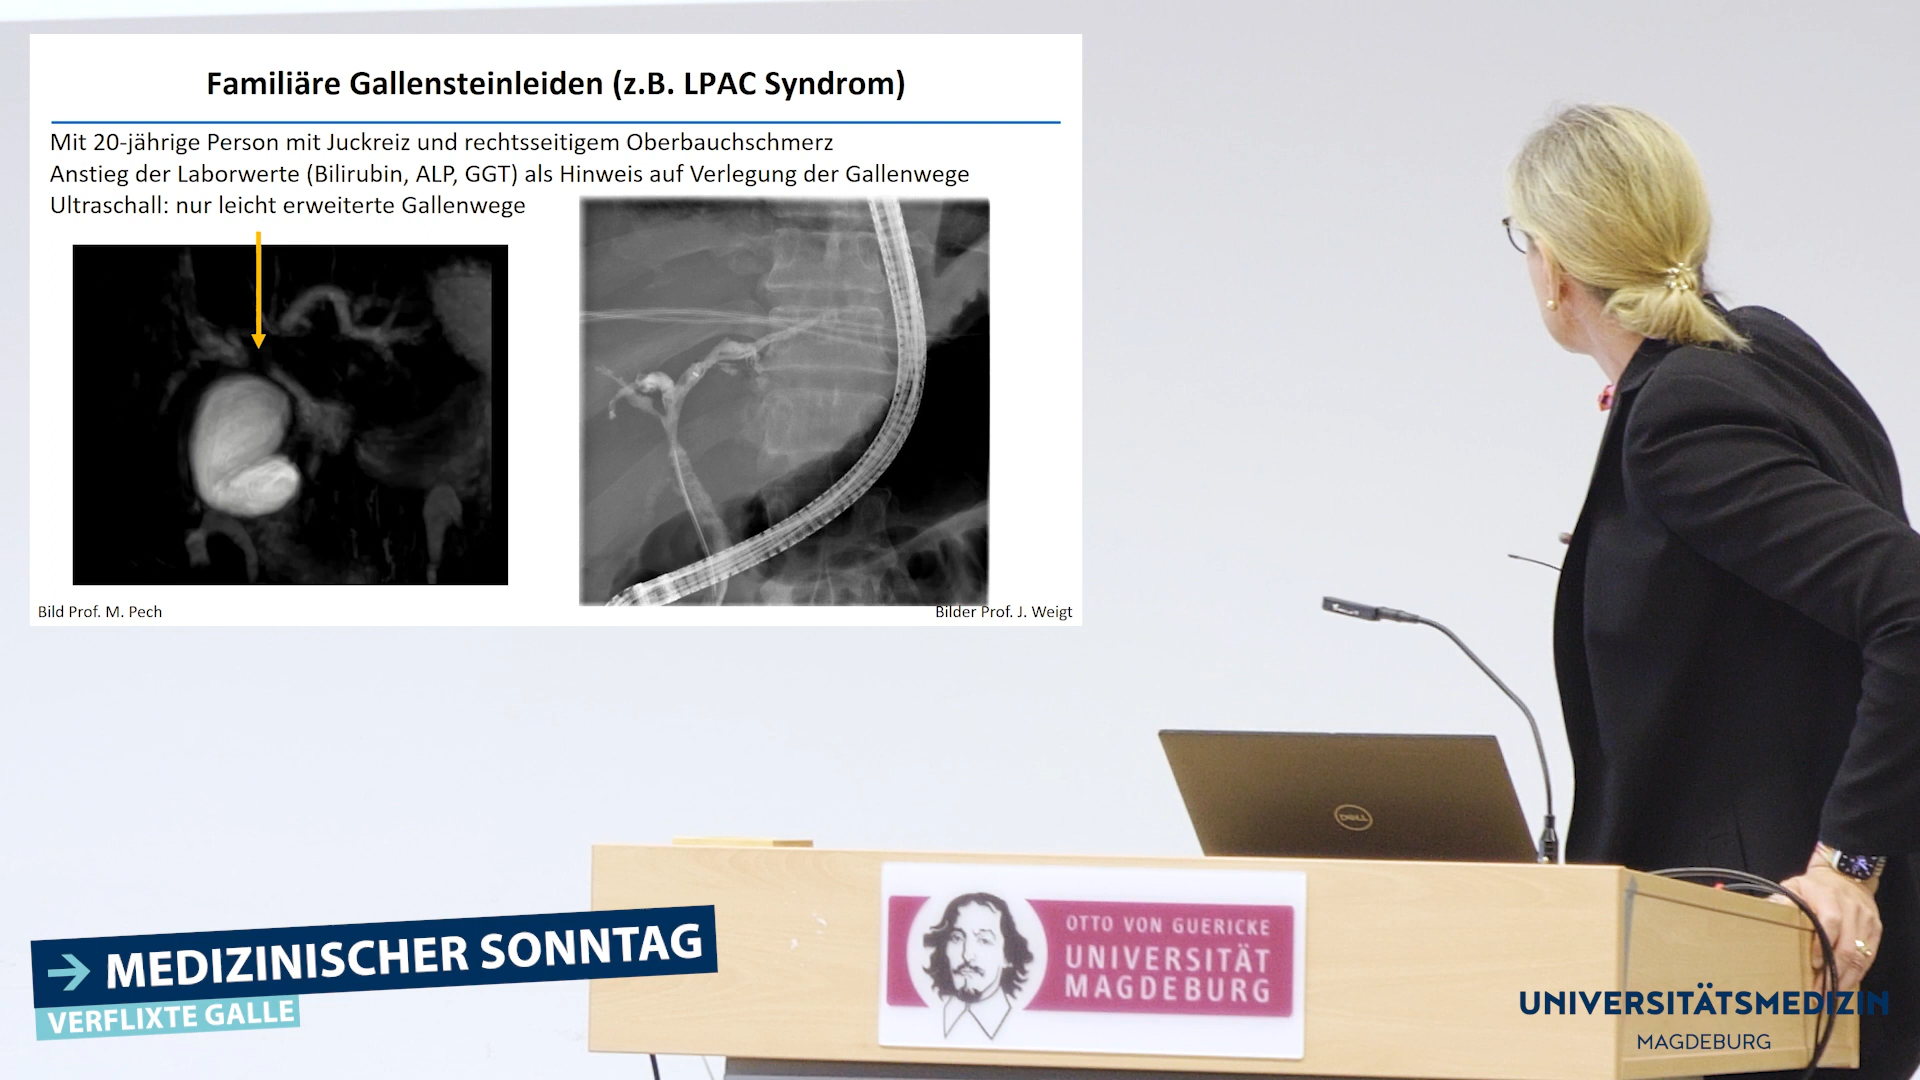 Familiäre Gallensteinleiden (z.B. LPAC Syndrom)
Mit 20-jährige Person mit Juckreiz und rechtsseitigem Oberbauchschmerz
Anstieg der Laborwerte (Bilirubin, ALP, GGT) als Hinweis auf Verlegung der Gallenwege
Ultraschall: nur leicht erweiterte Gallenwege
Bild Prof. M. Pech
Bilder Prof. J. Weigt
DELL
MEDIZINISCHER SONNTAG
VERFLIXTE GALLE
OTTO VON GUERICKE
UNIVERSITÄT
MAGDEBURG
UNIVERSITÄTSMEDIZIN
MAGDEBURG